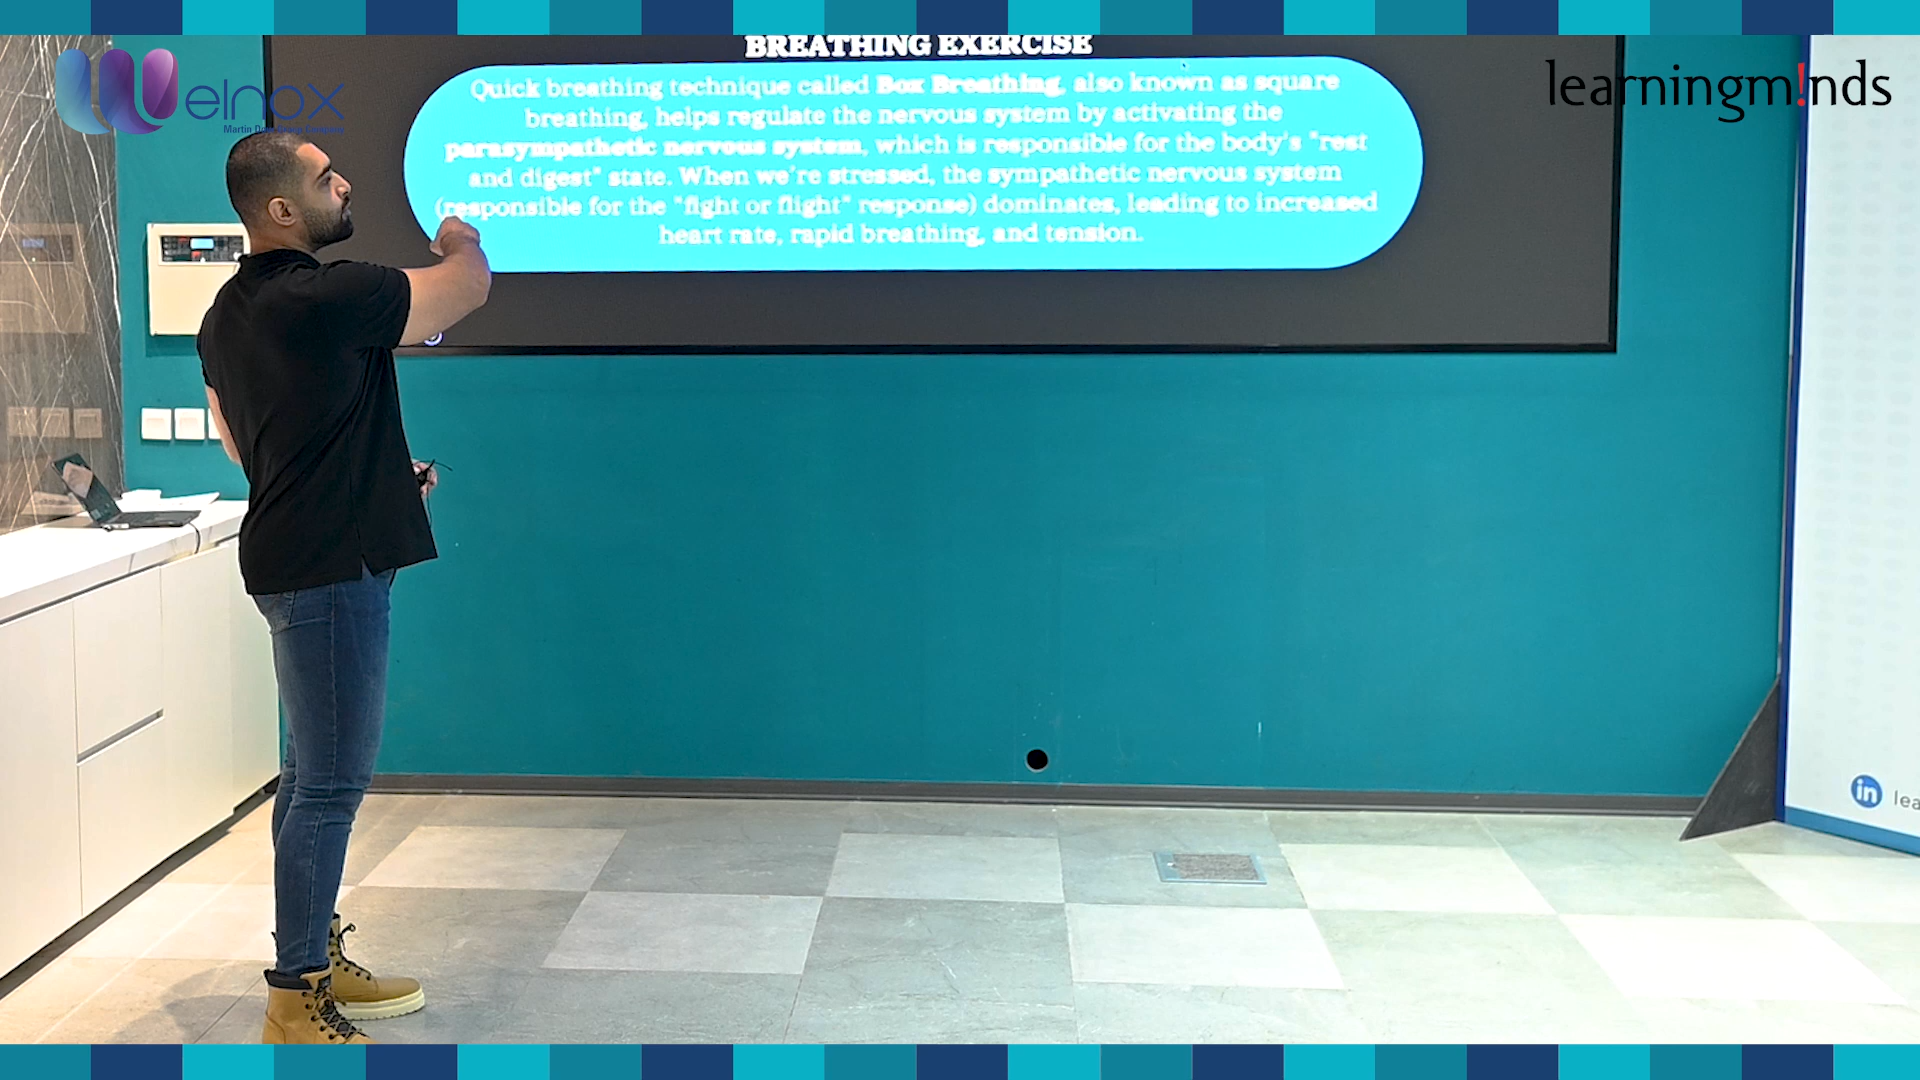 BREATHING EXERCISE
Welnox
learningm!nds
Quick breathing technique called Box Breathing, also known as square
breathing, helps regulate the nervous system by activating the
parasympathetic nervous system, which is responsible for the body's "rest
and digest" state. When we're stressed, the sympathetic nervous system
(responsible for the "fight or flight" response) dominates, leading to increased
heart rate, rapid breathing, and tension.
in lea